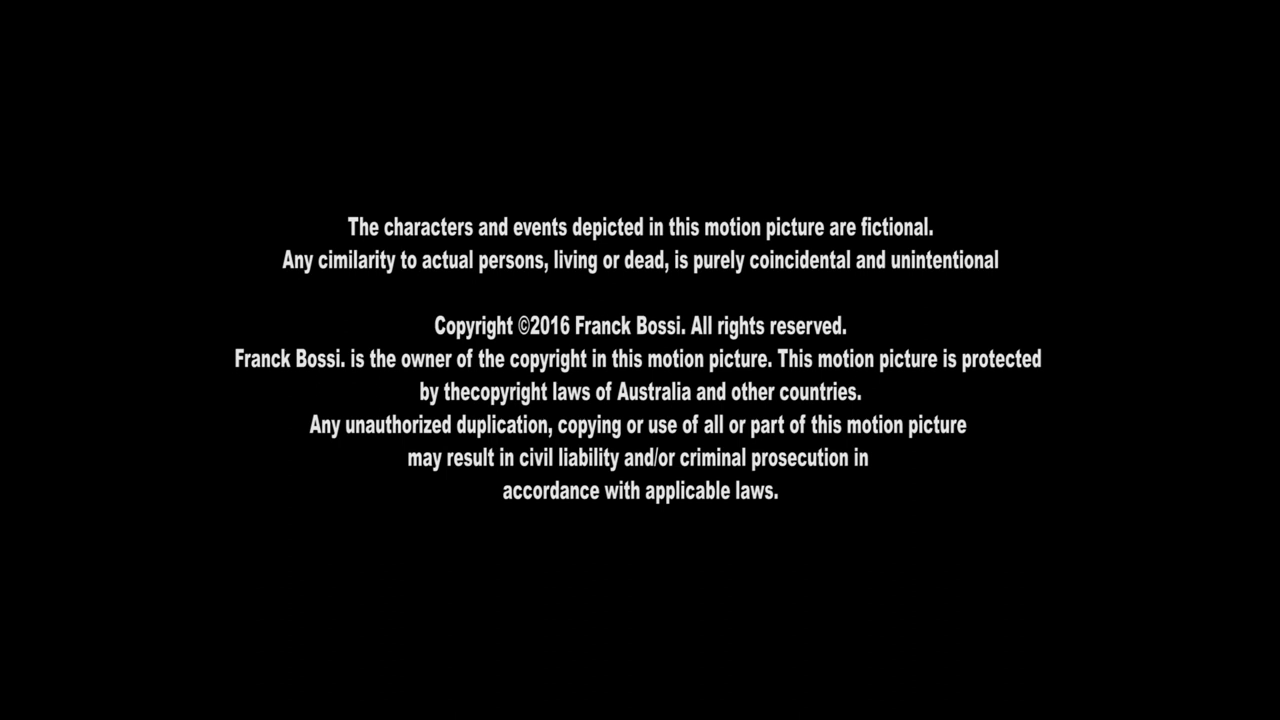 The characters and events depicted in this motion picture are fictional.
Any cimilarity to actual persons, living or dead, is purely coincidental and unintentional
Copyright ©2016 Franck Bossi. All rights reserved.
Franck Bossi. is the owner of the copyright in this motion picture. This motion picture is protected
by thecopyright laws of Australia and other countries.
Any unauthorized duplication, copying or use of all or part of this motion picture
may result in civil liability and/or criminal prosecution in
accordance with applicable laws.